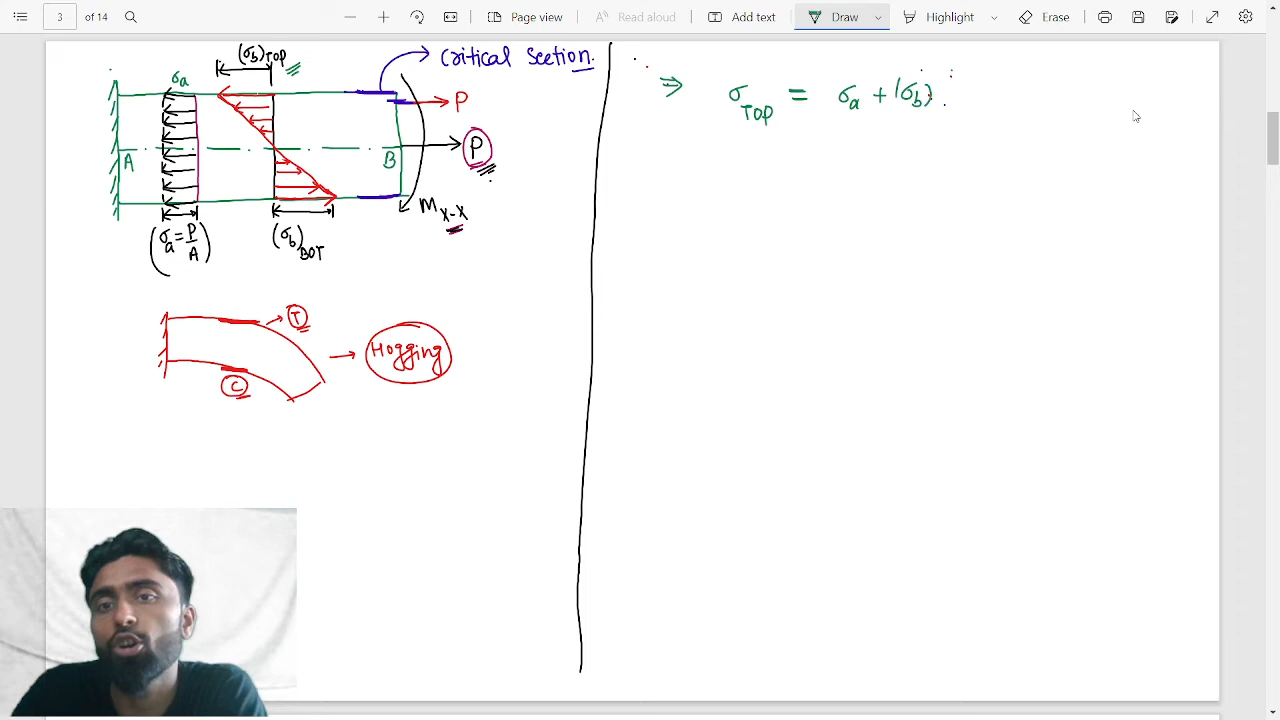 3 of 14
Page view
A Read aloud
Add text
Draw
Highlight
Erase
(σb)TOP
Critical Section.
σa
P
A
B
P
Mx-x
(σa = P/A)
(σb)BOT
T
Hogging
C
⇒ σTOP = σa + (σb).